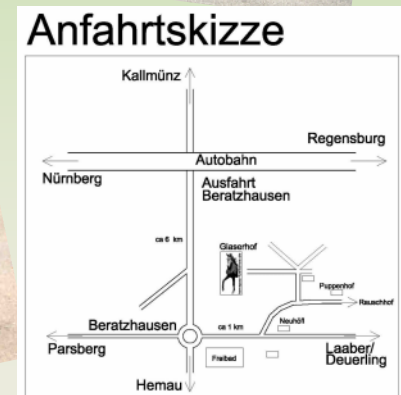 Anfahrtskizze
Kallmünz
Regensburg
Autobahn
Nürnberg
Ausfahrt
Beratzhausen
ca 6 km
Glaserhof
Puppenhof
Rauschhof
Neuhöfl
Beratzhausen
ca 1 km
Parsberg
Freibad
Laaber/
Deuerling
Hemau